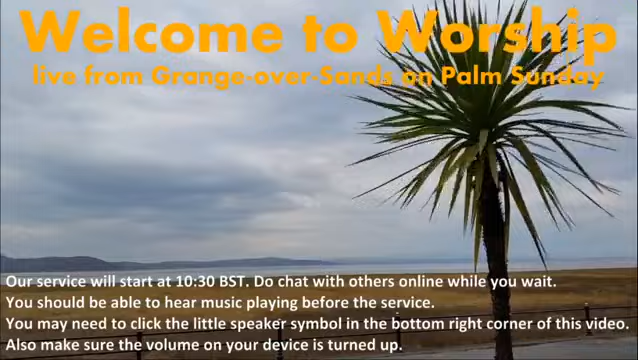 Welcome to Worship
live from Grange-over-Sands on Palm Sunday
Our service will start at 10:30 BST. Do chat with others online while you wait.
You should be able to hear music playing before the service.
You may need to click the little speaker symbol in the bottom right corner of this video.
Also make sure the volume on your device is turned up.